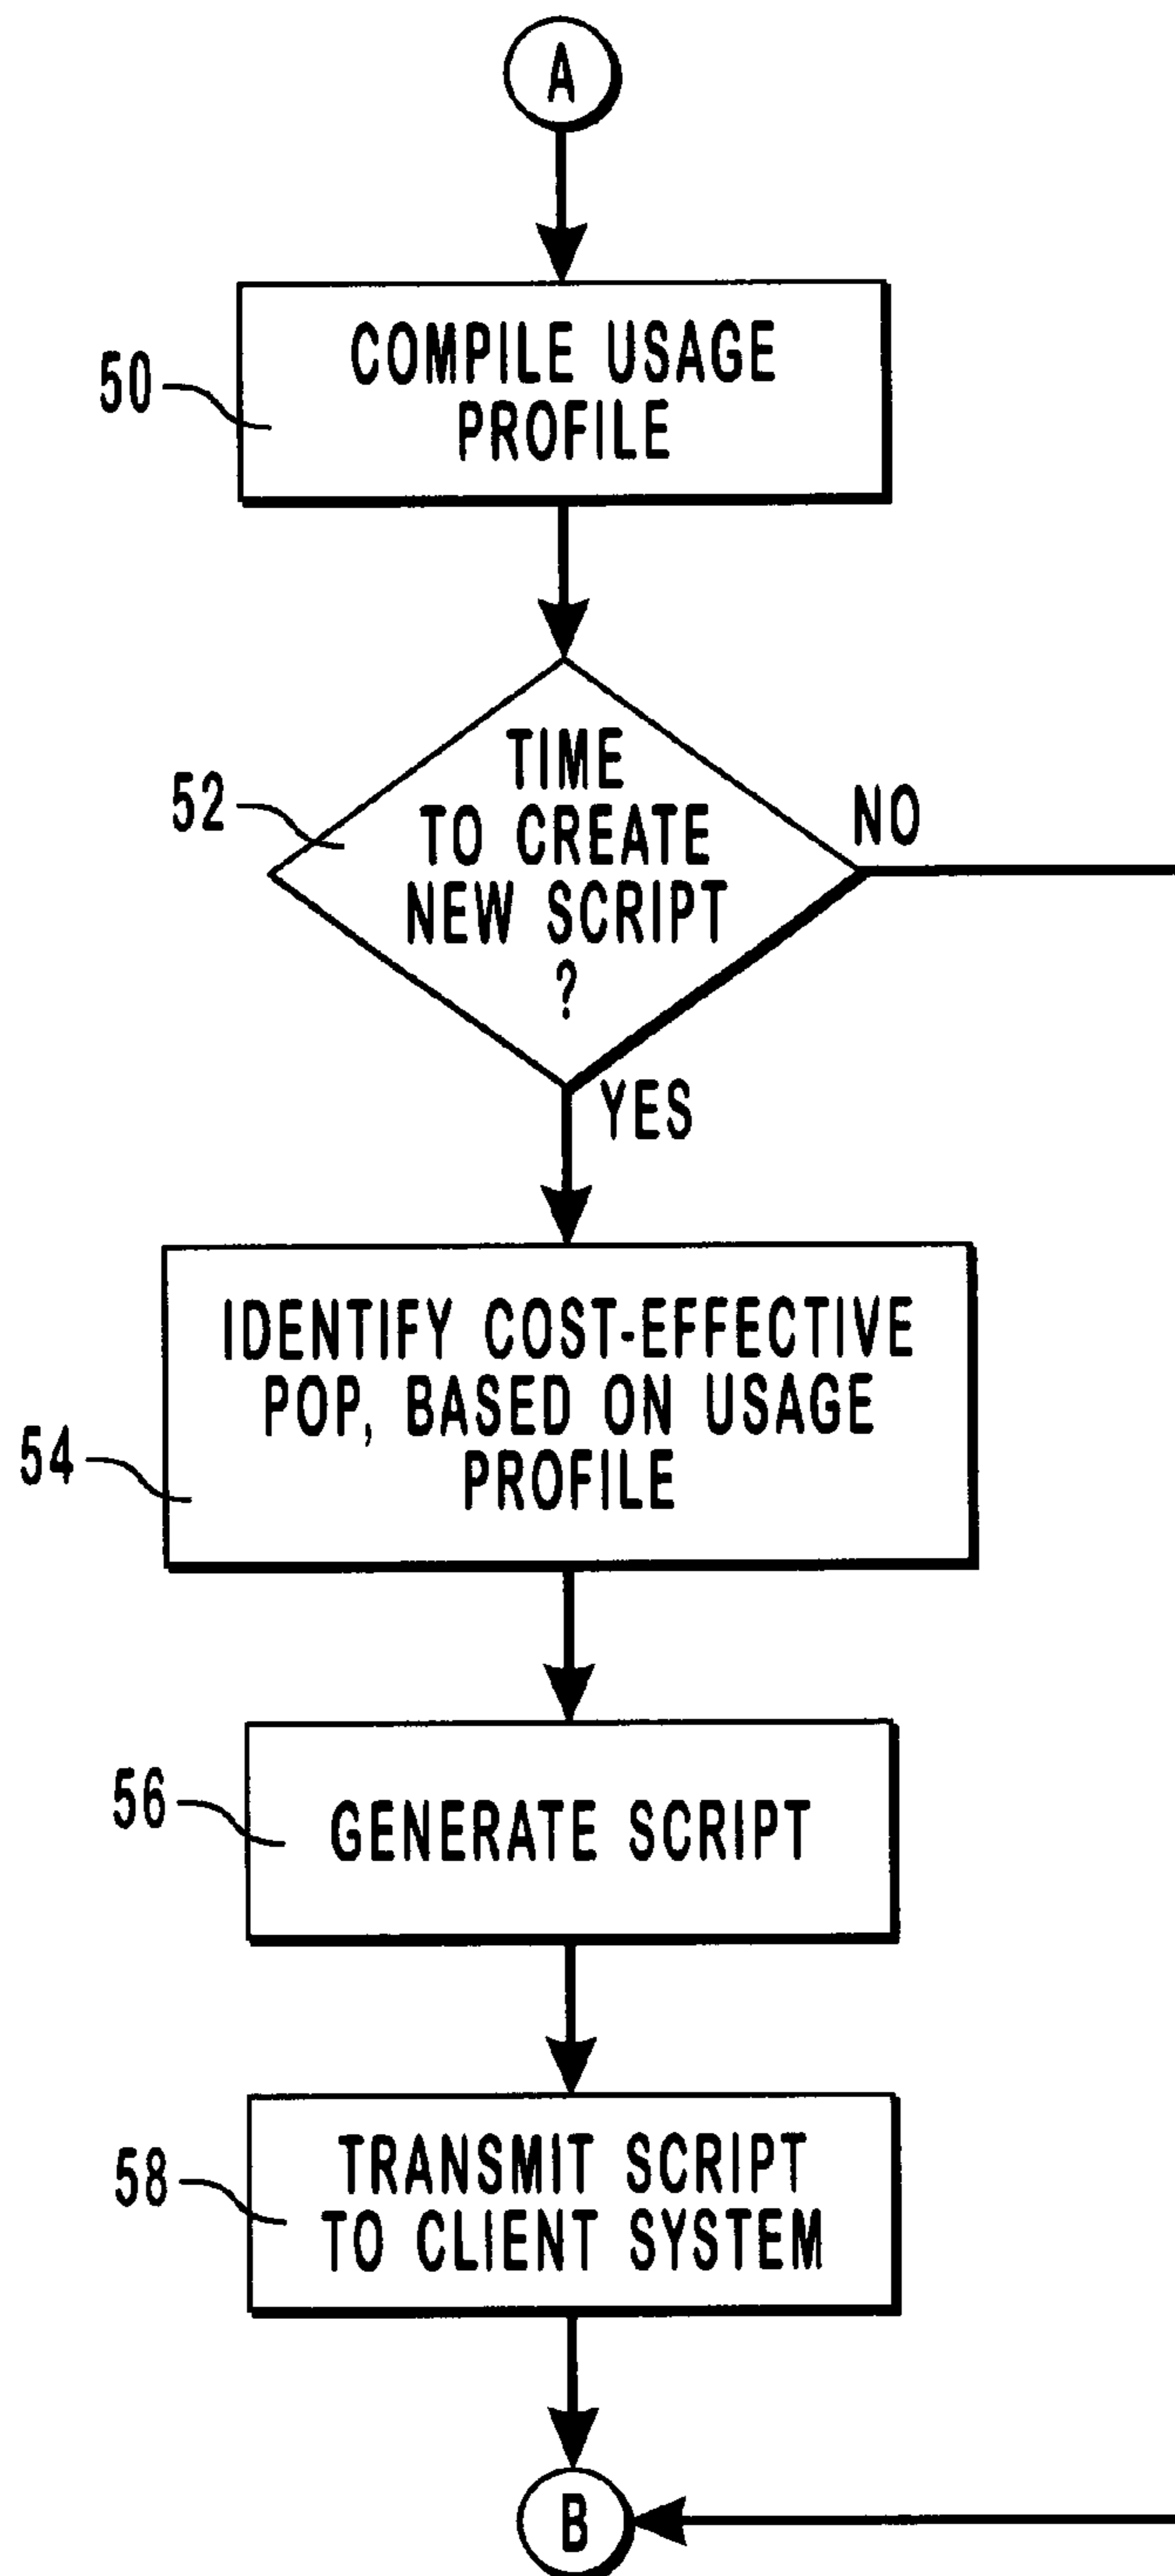 A
COMPILE USAGE
PROFILE
50
TIME
TO CREATE
NEW SCRIPT
?
52
NO
YES
IDENTIFY COST-EFFECTIVE
POP, BASED ON USAGE
PROFILE
54
GENERATE SCRIPT
56
TRANSMIT SCRIPT
TO CLIENT SYSTEM
58
B